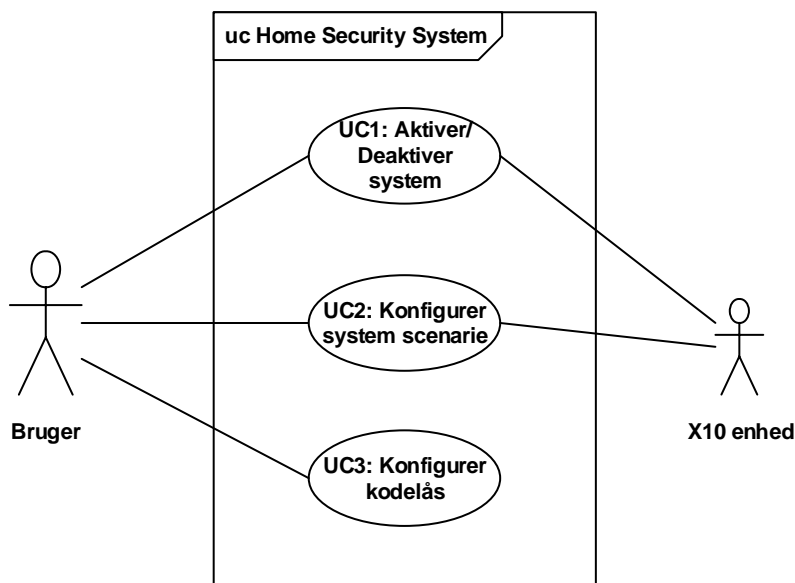 uc Home Security System
UC1: Aktiver/
Deaktiver
system
UC2: Konfigurer
system scenarie
Bruger
X10 enhed
UC3: Konfigurer
kodelås